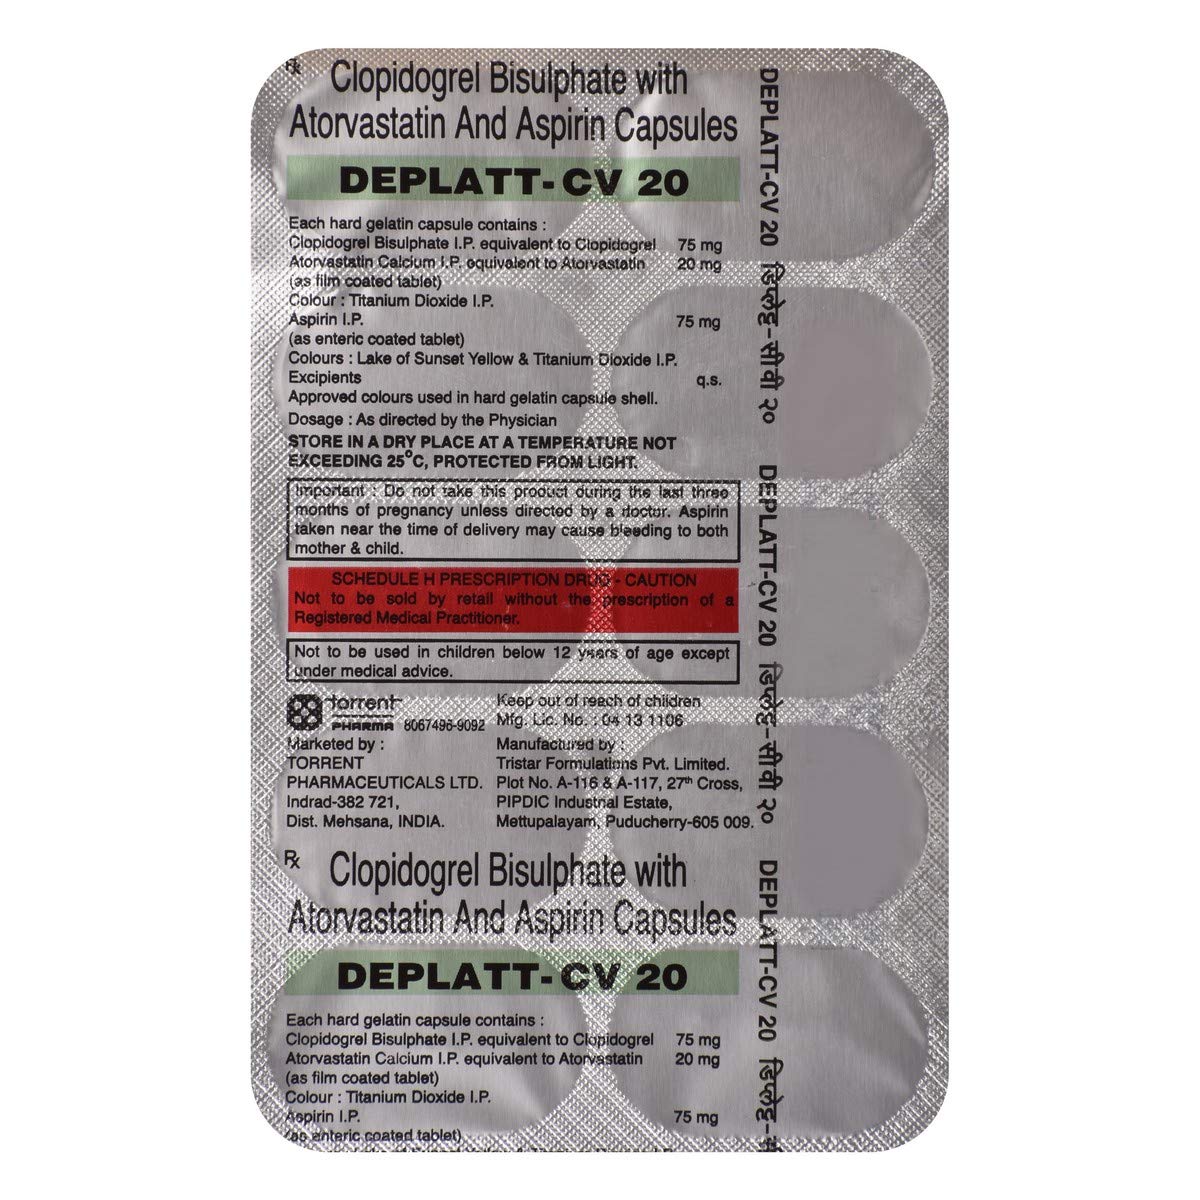 Rx Clopidogrel Bisulphate with
Atorvastatin And Aspirin Capsules
DEPLATT-CV 20
Each hard gelatin capsule contains :
Clopidogrel Bisulphate I.P. equivalent to Clopidogrel 75 mg
Atorvastatin Calcium I.P. equivalent to Atorvastatin 20 mg
(as film coated tablet)
Colour : Titanium Dioxide I.P.
Aspirin I.P. 75 mg
(as enteric coated tablet)
Colours : Lake of Sunset Yellow & Titanium Dioxide I.P.
Excipients q.s.
Approved colours used in hard gelatin capsule shell.
Dosage : As directed by the Physician
STORE IN A DRY PLACE AT A TEMPERATURE NOT
EXCEEDING 25°C, PROTECTED FROM LIGHT.
Important : Do not take this product during the last three
months of pregnancy unless directed by a doctor. Aspirin
taken near the time of delivery may cause bleeding to both
mother & child.
SCHEDULE H PRESCRIPTION DRUG - CAUTION
Not to be sold by retail without the prescription of a
Registered Medical Practitioner.
Not to be used in children below 12 years of age except
under medical advice.
torrent
PHARMA 8067496-9092
Marketed by :
TORRENT
PHARMACEUTICALS LTD.
Indrad-382 721,
Dist. Mehsana, INDIA.
Keep out of reach of children
Mfg. Lic. No. : 04 13 1106
Manufactured by :
Tristar Formulations Pvt. Limited.
Plot No. A-116 & A-117, 27th Cross,
PIPDIC Industrial Estate,
Mettupalayam, Puducherry-605 009.
Rx Clopidogrel Bisulphate with
Atorvastatin And Aspirin Capsules
DEPLATT-CV 20
Each hard gelatin capsule contains :
Clopidogrel Bisulphate I.P. equivalent to Clopidogrel 75 mg
Atorvastatin Calcium I.P. equivalent to Atorvastatin 20 mg
(as film coated tablet)
Colour : Titanium Dioxide I.P.
Aspirin I.P. 75 mg
(as enteric coated tablet)
DEPLATT-CV 20 डिप्लेट्ट-सीवी २० DEPLATT-CV 20 डिप्लेट्ट-सीवी २० DEPLATT-CV 20